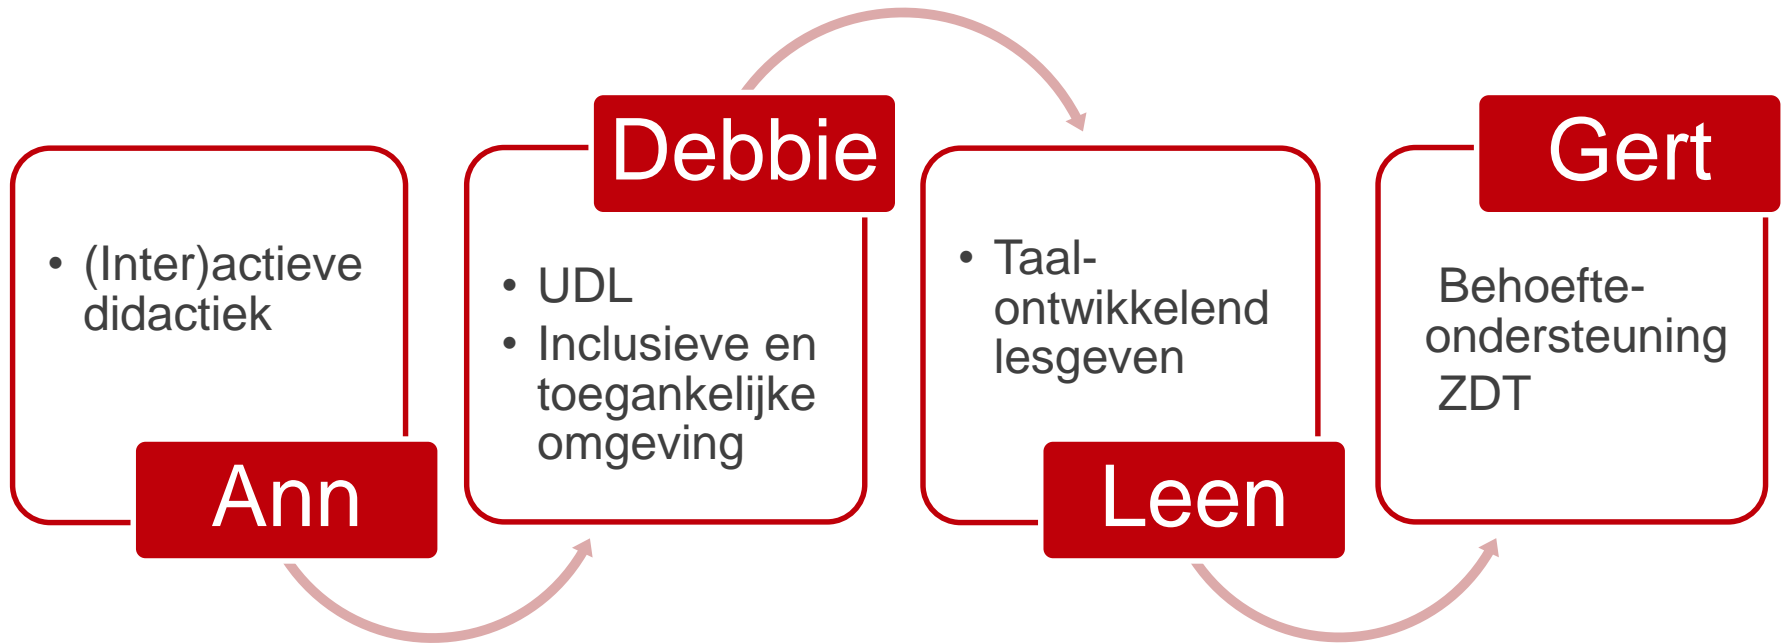 • (Inter)actieve
didactiek
Ann
Debbie
• UDL
• Inclusieve en
toegankelijke
omgeving
• Taal-
ontwikkelend
lesgeven
Leen
Gert
Behoefte-
ondersteuning
ZDT